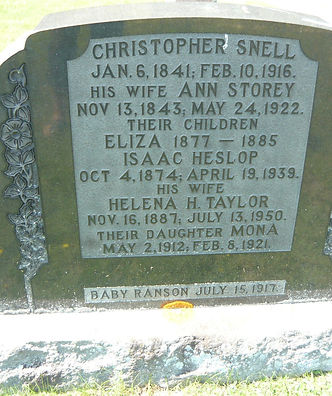 CHRISTOPHER SNELL
JAN. 6, 1841; FEB. 10, 1916.
HIS WIFE ANN STOREY
NOV 13, 1843; MAY 24, 1922.
THEIR CHILDREN
ELIZA 1877 — 1885
ISAAC HESLOP
OCT 4, 1874; APRIL 19, 1939.
HIS WIFE
HELENA H. TAYLOR
NOV. 16, 1887; JULY 13, 1950.
THEIR DAUGHTER MONA
MAY 2, 1912; FEB. 8, 1921.
BABY RANSON JULY 15, 1917.